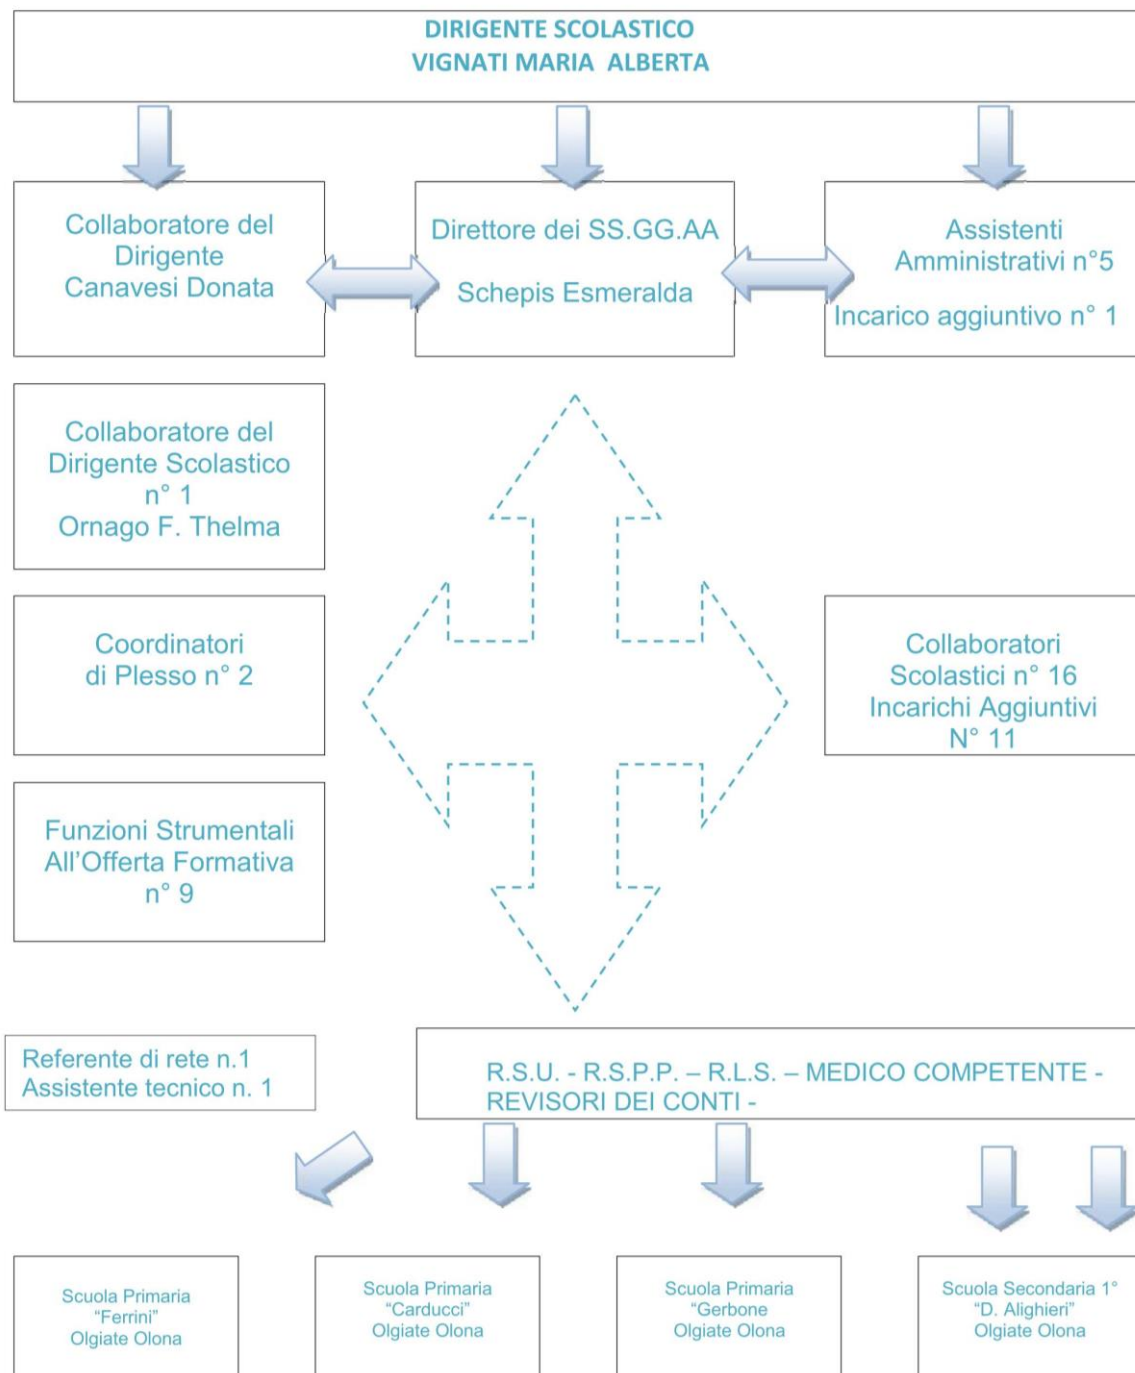 DIRIGENTE SCOLASTICO
VIGNATI MARIA ALBERTA
Collaboratore del
Dirigente
Canavesi Donata
Direttore dei SS.GG.AA
Schepis Esmeralda
Assistenti
Amministrativi n°5
Incarico aggiuntivo n° 1
Collaboratore del
Dirigente Scolastico
n° 1
Ornago F. Thelma
Coordinatori
di Plesso n° 2
Collaboratori
Scolastici n° 16
Incarichi Aggiuntivi
N° 11
Funzioni Strumentali
All'Offerta Formativa
n° 9
Referente di rete n.1
Assistente tecnico n. 1
R.S.U. - R.S.P.P. – R.L.S. – MEDICO COMPETENTE -
REVISORI DEI CONTI -
Scuola Primaria
“Ferrini”
Olgiate Olona
Scuola Primaria
“Carducci”
Olgiate Olona
Scuola Primaria
“Gerbone
Olgiate Olona
Scuola Secondaria 1°
“D. Alighieri”
Olgiate Olona